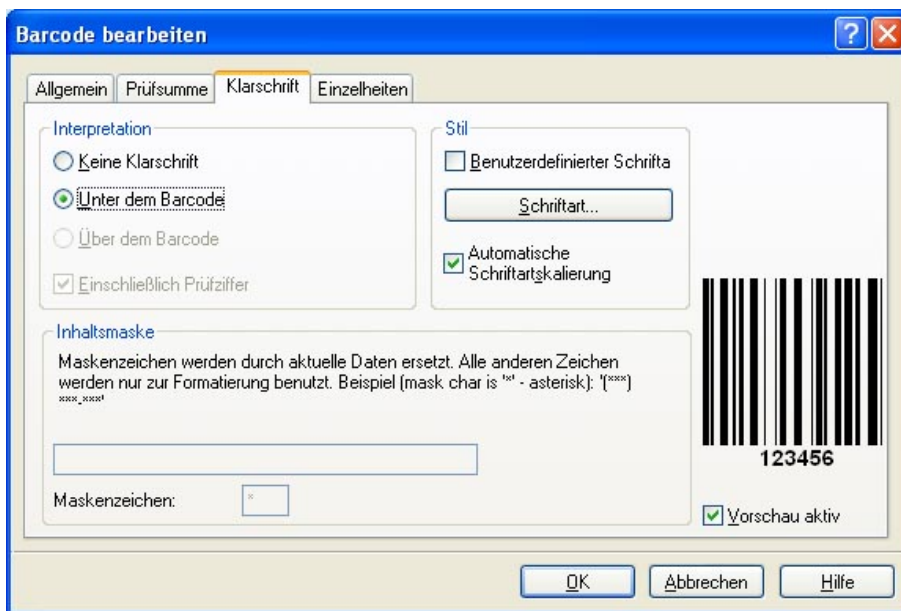 Barcode bearbeiten
Allgemein Prüfsumme Klarschrift Einzelheiten
Interpretation
Keine Klarschrift
Unter dem Barcode
Über dem Barcode
Einschließlich Prüfziffer
Stil
Benutzerdefinierter Schrifta
Schriftart...
Automatische
Schriftartskalierung
Inhaltsmaske
Maskenzeichen werden durch aktuelle Daten ersetzt. Alle anderen Zeichen
werden nur zur Formatierung benutzt. Beispiel (mask char is '*' - asterisk): '(***)
***-***'
Maskenzeichen: *
123456
Vorschau aktiv
OK Abbrechen Hilfe